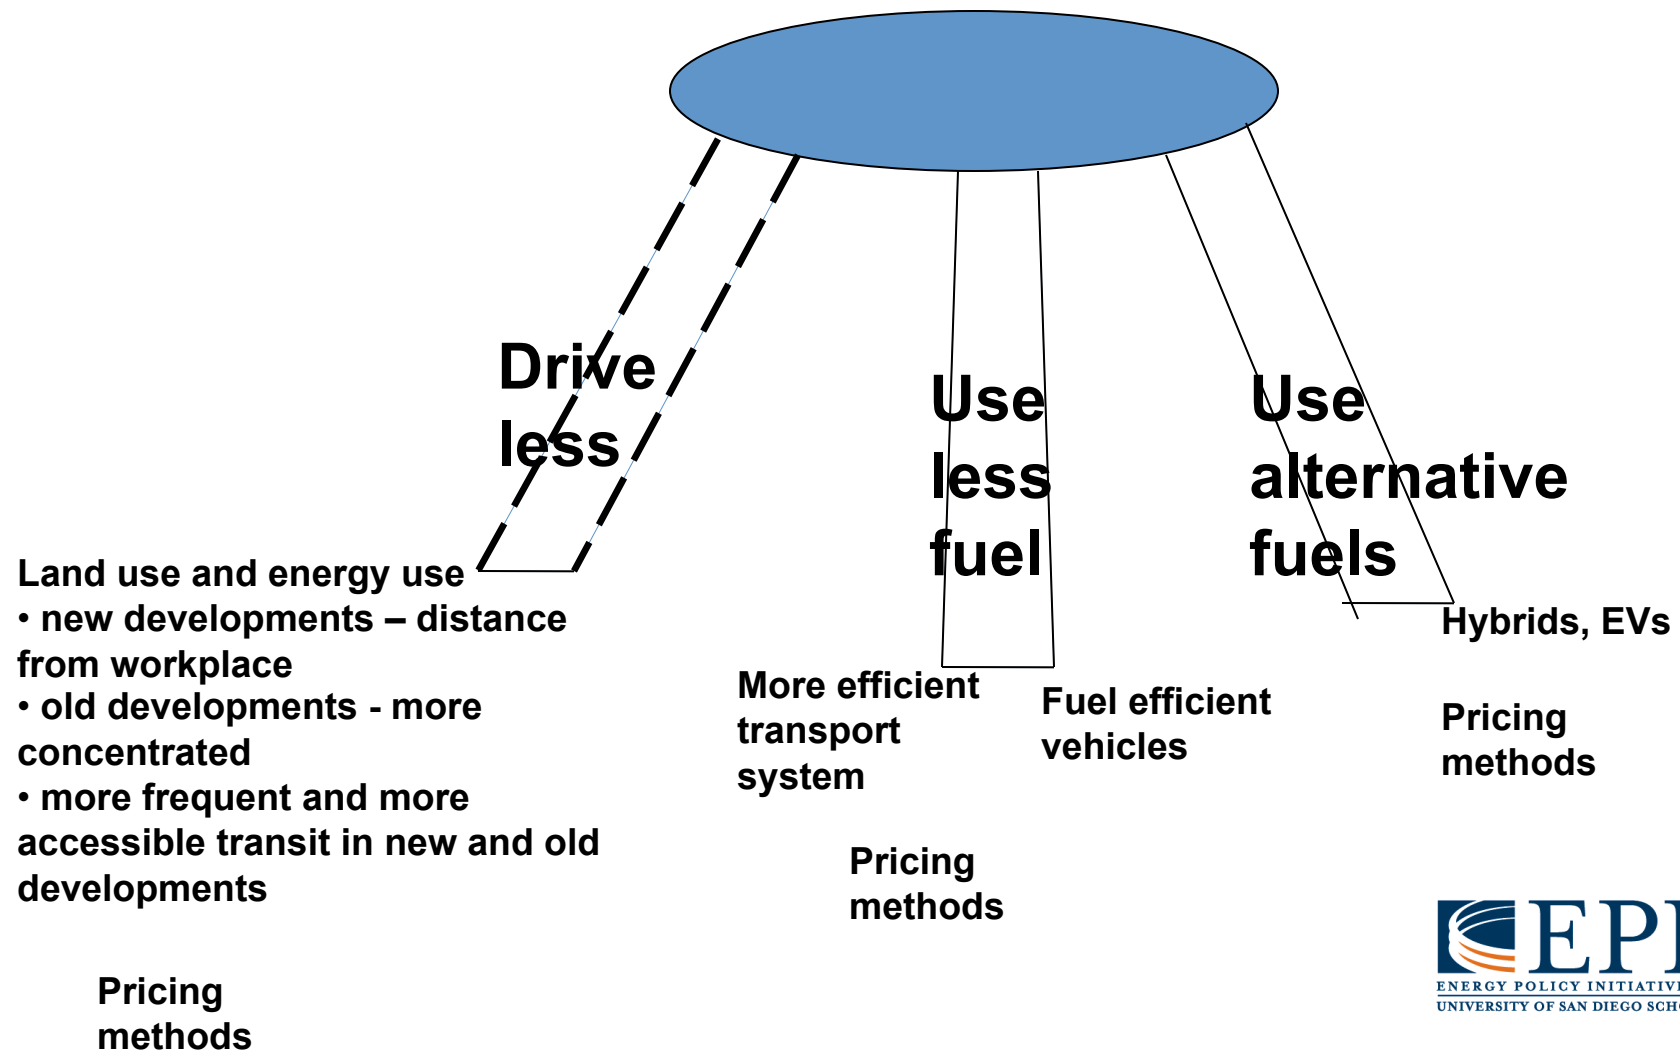 Drive
less
Use
less
fuel
Use
alternative
fuels
Land use and energy use
• new developments – distance
from workplace
• old developments - more
concentrated
• more frequent and more
accessible transit in new and old
developments
Pricing
methods
More efficient
transport
system
Fuel efficient
vehicles
Pricing
methods
Hybrids, EVs
Pricing
methods
EPI
ENERGY POLICY INITIATIVE
UNIVERSITY OF SAN DIEGO SCHO